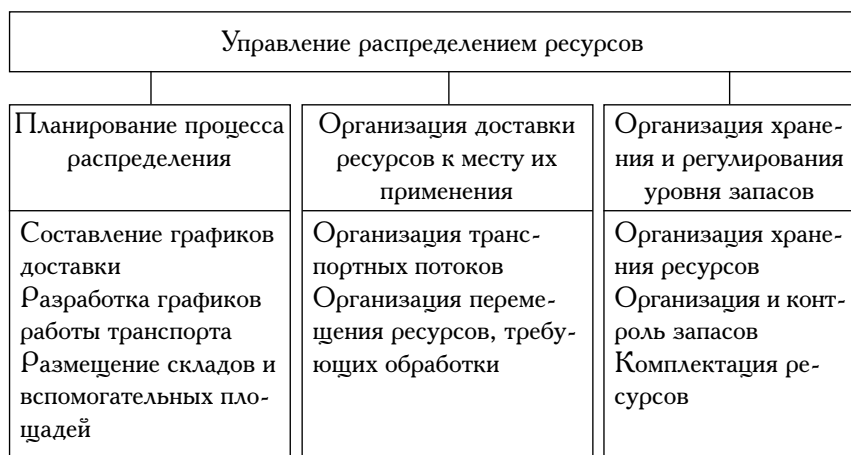 Управление распределением ресурсов
Планирование процесса
распределения
Организация доставки
ресурсов к месту их
применения
Организация хране-
ния и регулирования
уровня запасов
Составление графиков
доставки
Разработка графиков
работы транспорта
Размещение складов и
вспомогательных пло-
щадей
Организация транс-
портных потоков
Организация переме-
щения ресурсов, требу-
ющих обработки
Организация хране-
ния ресурсов
Организация и конт-
роль запасов
Комплектация ре-
сурсов